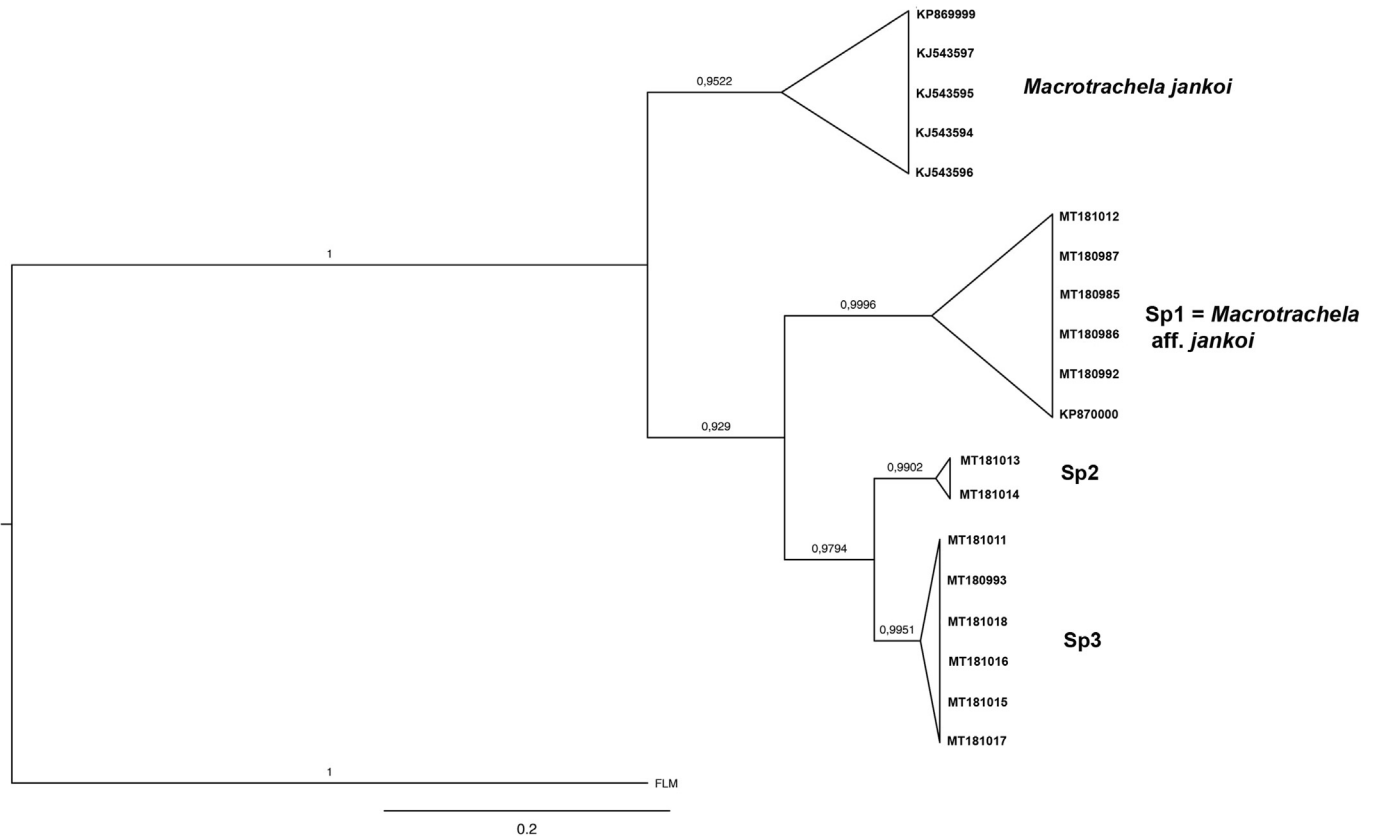 KP869999
KJ543597
0,9522
Macrotrachela jankoi
KJ543595
KJ543594
KJ543596
MT181012
1
MT180987
MT180985
0,9996
Sp1 = Macrotrachela
aff. jankoi
MT180986
MT180992
KP870000
0,929
MT181013
0,9902
Sp2
MT181014
MT181011
0,9794
MT180993
MT181018
0,9951
Sp3
MT181016
MT181015
MT181017
1
FLM
0.2